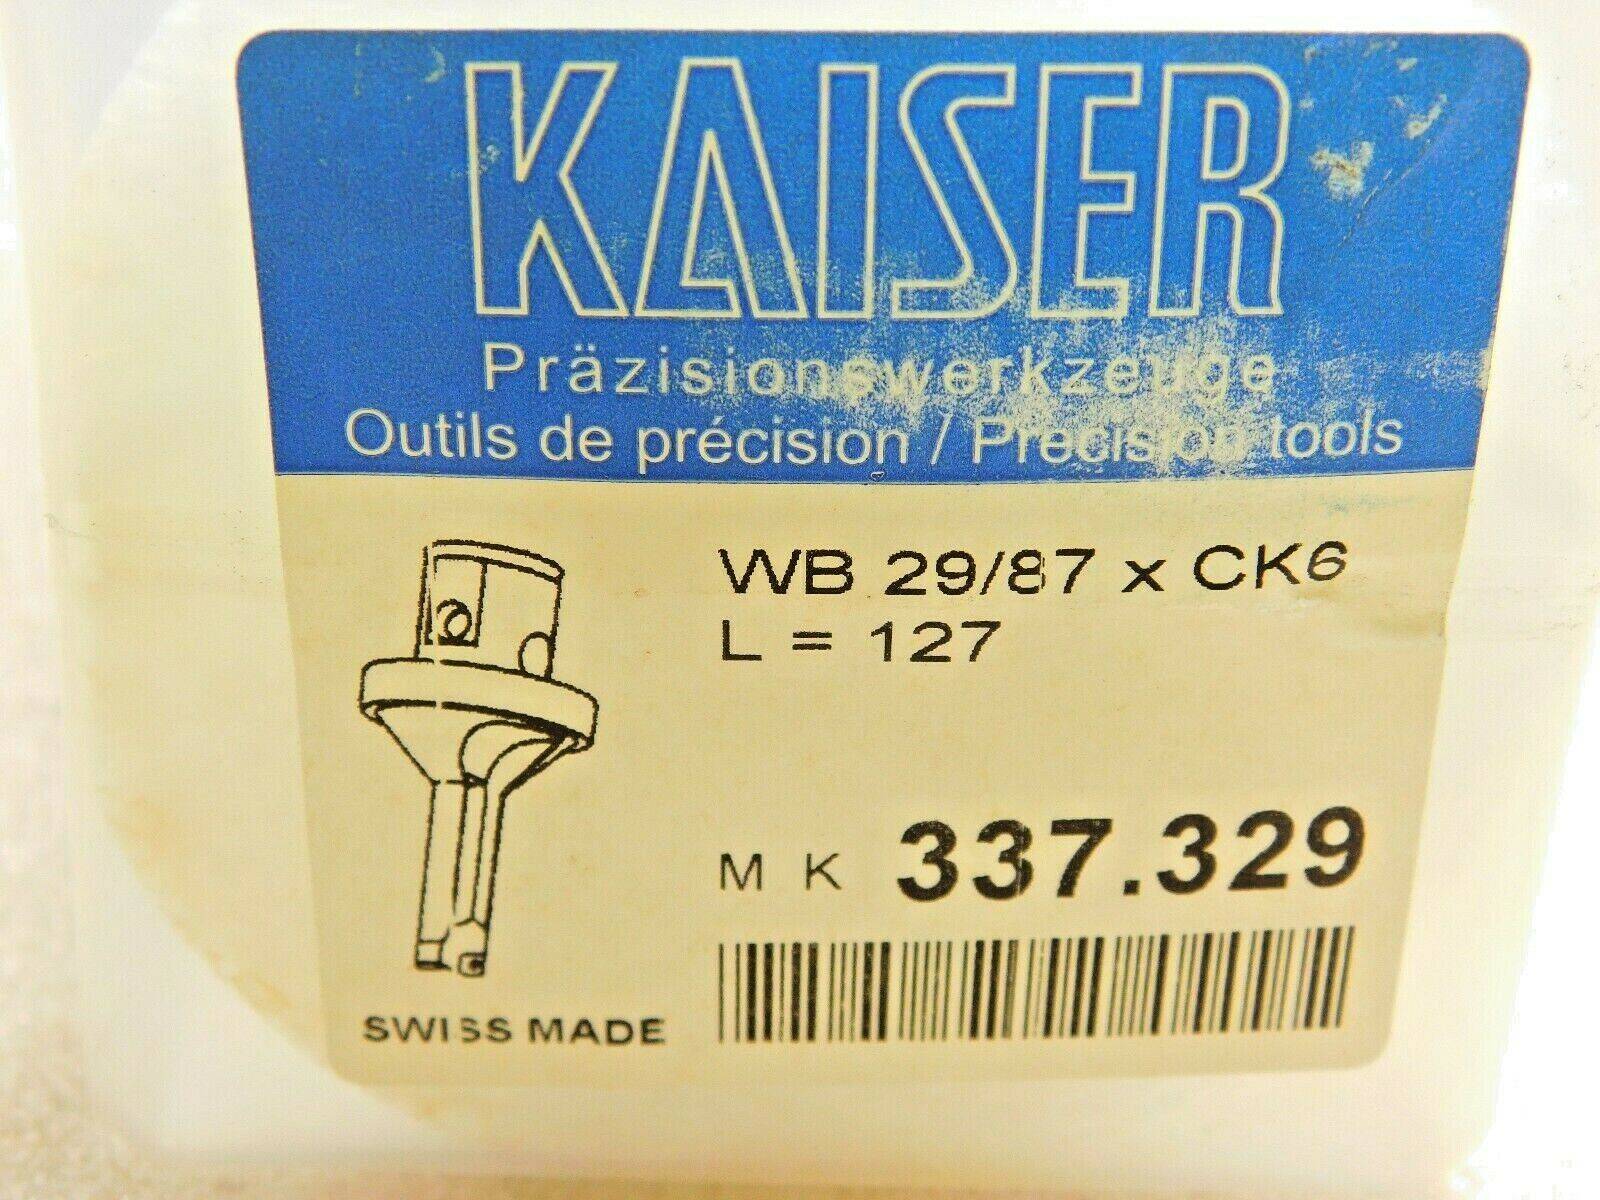 KAISER
Präzisionswerkzeuge
Outils de précision / Precision tools
WB 29/87 x CK6
L = 127
M K 337.329
SWISS MADE